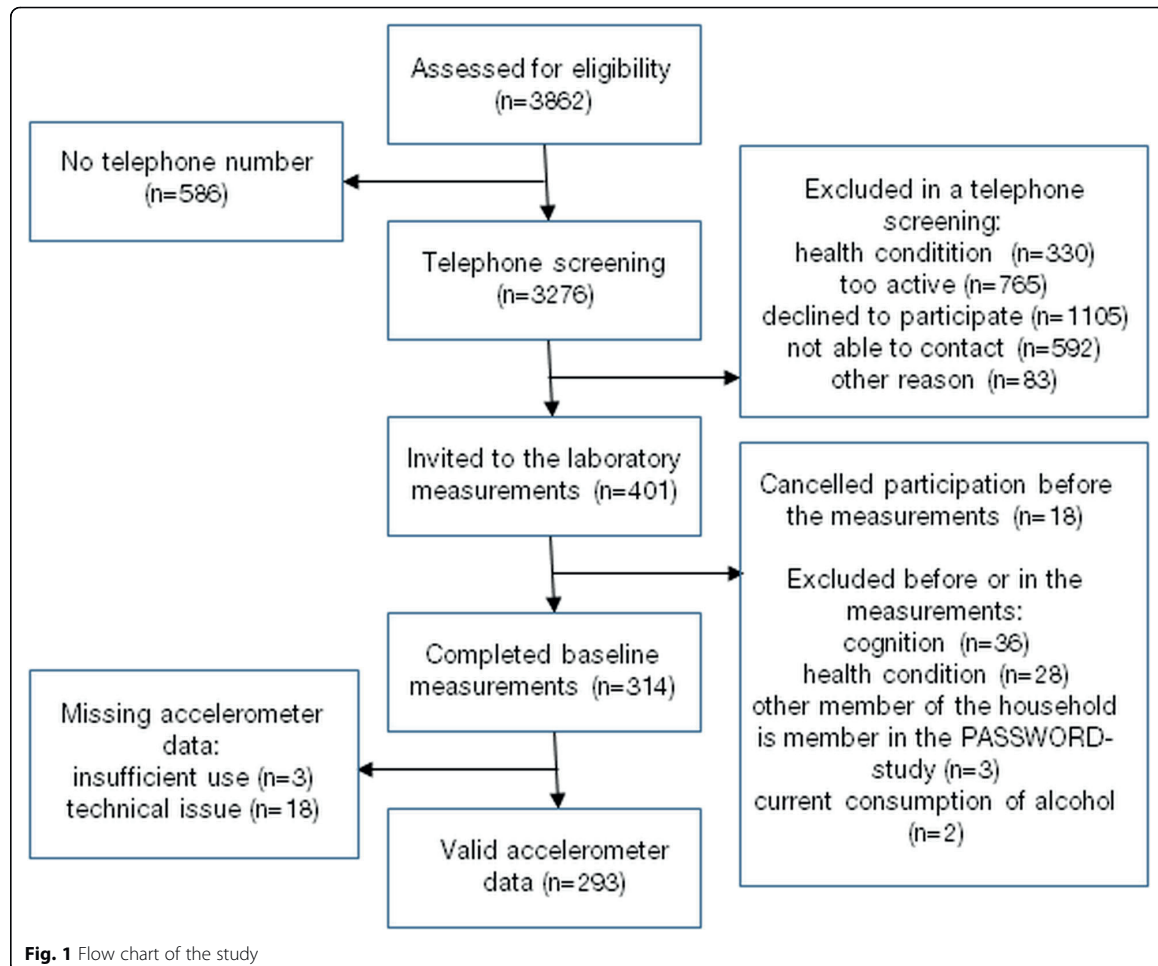 Assessed for eligibility
(n=3862)
No telephone number
(n=586)
Telephone screening
(n=3276)
Excluded in a telephone
screening:
health conditition (n=330)
too active (n=765)
declined to participate (n=1105)
not able to contact (n=592)
other reason (n=83)
Invited to the laboratory
measurements (n=401)
Cancelled participation before
the measurements (n=18)
Excluded before or in the
measurements:
cognition (n=36)
health condition (n=28)
other member of the household
is member in the PASSWORD-
study (n=3)
current consumption of alcohol
(n=2)
Completed baseline
measurements (n=314)
Missing accelerometer
data:
insufficient use (n=3)
technical issue (n=18)
Valid accelerometer
data (n=293)
Fig. 1 Flow chart of the study